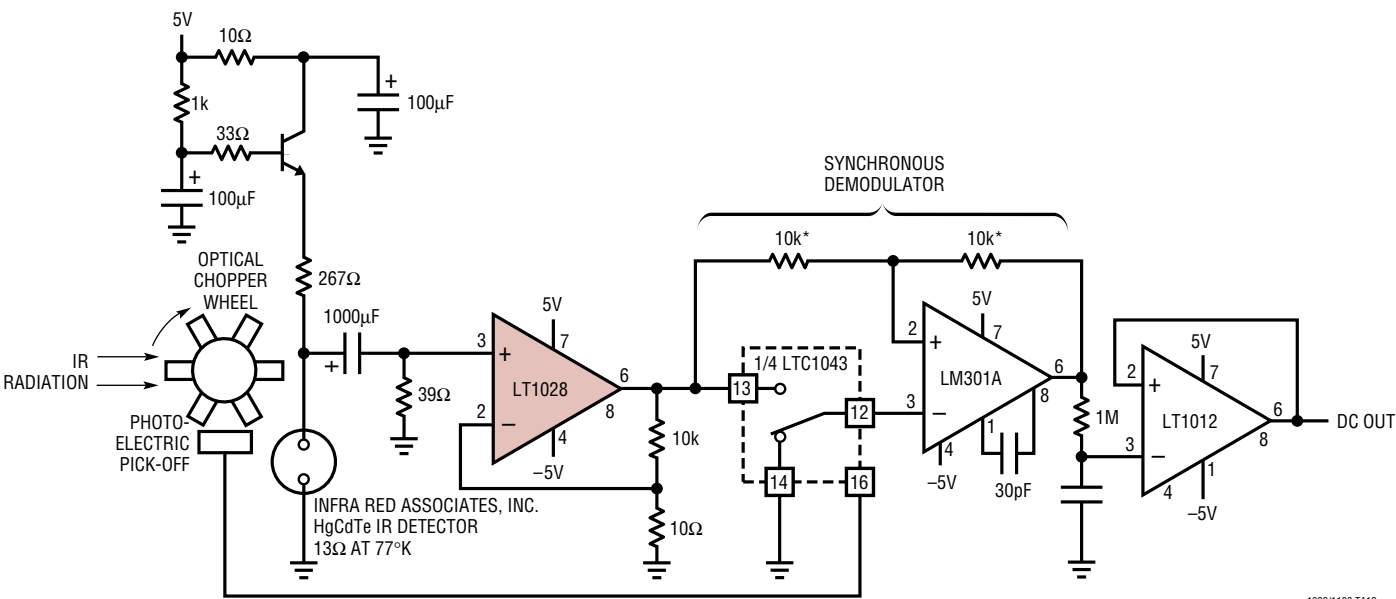 5V
10Ω
1k
+
100µF
33Ω
+
100µF
SYNCHRONOUS
DEMODULATOR
10k*
10k*
OPTICAL
CHOPPER
WHEEL
267Ω
1000µF
+
IR
RADIATION
PHOTO-
ELECTRIC
PICK-OFF
39Ω
5V
3
+
7
LT1028
6
8
2
–
4
–5V
10k
10Ω
INFRA RED ASSOCIATES, INC.
HgCdTe IR DETECTOR
13Ω AT 77°K
1/4 LTC1043
13
12
14
16
5V
2
+
7
LM301A
6
8
3
–
1
4
–5V
30pF
1M
5V
2
+
7
LT1012
6
8
3
–
4
1
–5V
DC OUT